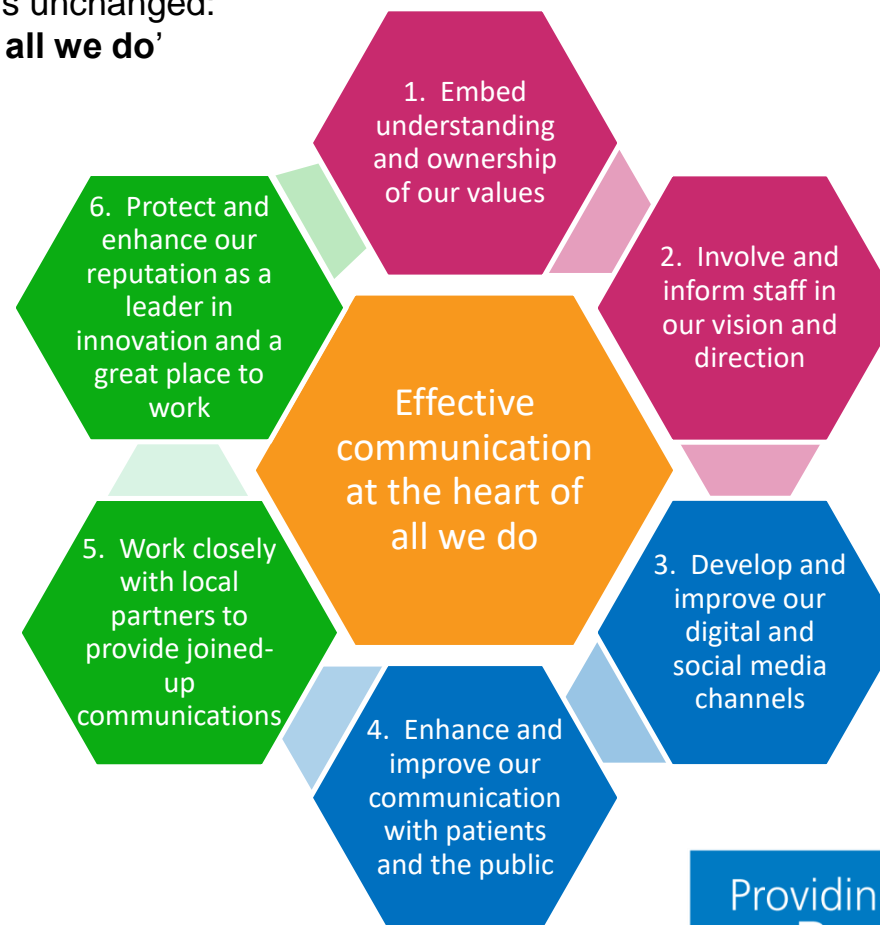 s unchanged:
all we do’
1. Embed
understanding
and ownership
of our values
2. Involve and
inform staff in
our vision and
direction
3. Develop and
improve our
digital and
social media
channels
4. Enhance and
improve our
communication
with patients
and the public
5. Work closely
with local
partners to
provide joined-
up
communications
6. Protect and
enhance our
reputation as a
leader in
innovation and a
great place to
work
Effective
communication
at the heart of
all we do
Providin